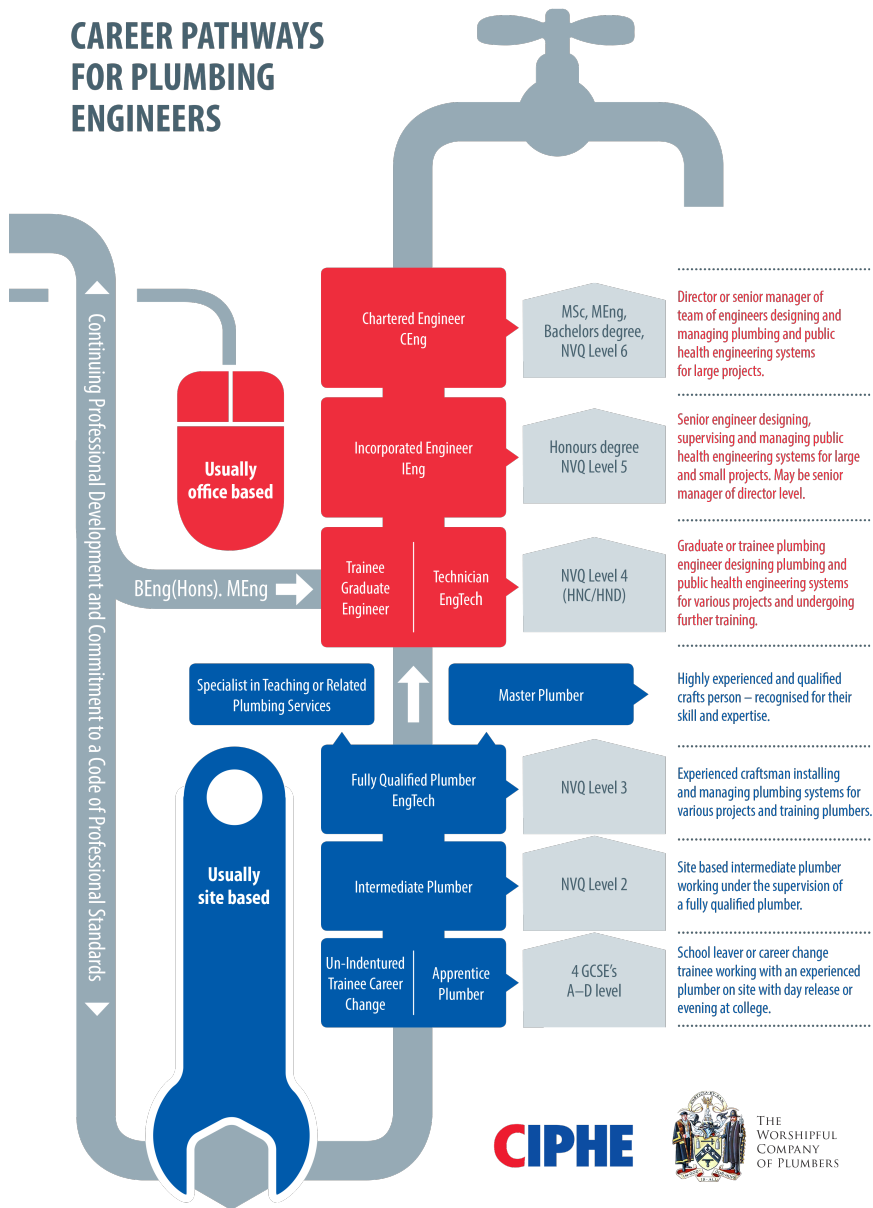 CAREER PATHWAYS
FOR PLUMBING
ENGINEERS
Continuing Professional Development and Commitment to a Code of Professional Standards
Usually
office based
BEng(Hons). MEng
Chartered Engineer
CEng
MSc, MEng,
Bachelors degree,
NVQ Level 6
Director or senior manager of
team of engineers designing and
managing plumbing and public
health engineering systems
for large projects.
Incorporated Engineer
IEng
Honours degree
NVQ Level 5
Senior engineer designing,
supervising and managing public
health engineering systems for large
and small projects. May be senior
manager of director level.
Trainee
Graduate
Engineer
Technician
EngTech
NVQ Level 4
(HNC/HND)
Graduate or trainee plumbing
engineer designing plumbing and
public health engineering systems
for various projects and undergoing
further training.
Specialist in Teaching or Related
Plumbing Services
Master Plumber
Highly experienced and qualified
crafts person – recognised for their
skill and expertise.
Usually
site based
Fully Qualified Plumber
EngTech
NVQ Level 3
Experienced craftsman installing
and managing plumbing systems for
various projects and training plumbers.
Intermediate Plumber
NVQ Level 2
Site based intermediate plumber
working under the supervision of
a fully qualified plumber.
Un-Indentured
Trainee Career
Change
Apprentice
Plumber
4 GCSE's
A–D level
School leaver or career change
trainee working with an experienced
plumber on site with day release or
evening at college.
CIPHE
THE
WORSHIPFUL
COMPANY
OF PLUMBERS